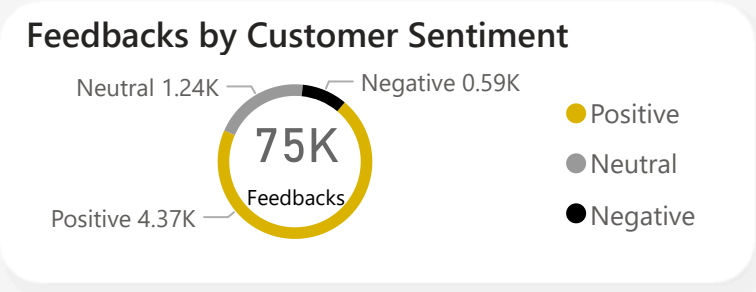 Feedbacks by Customer Sentiment
Neutral 1.24K
Negative 0.59K
75K
Feedbacks
Positive 4.37K
Positive
Neutral
Negative